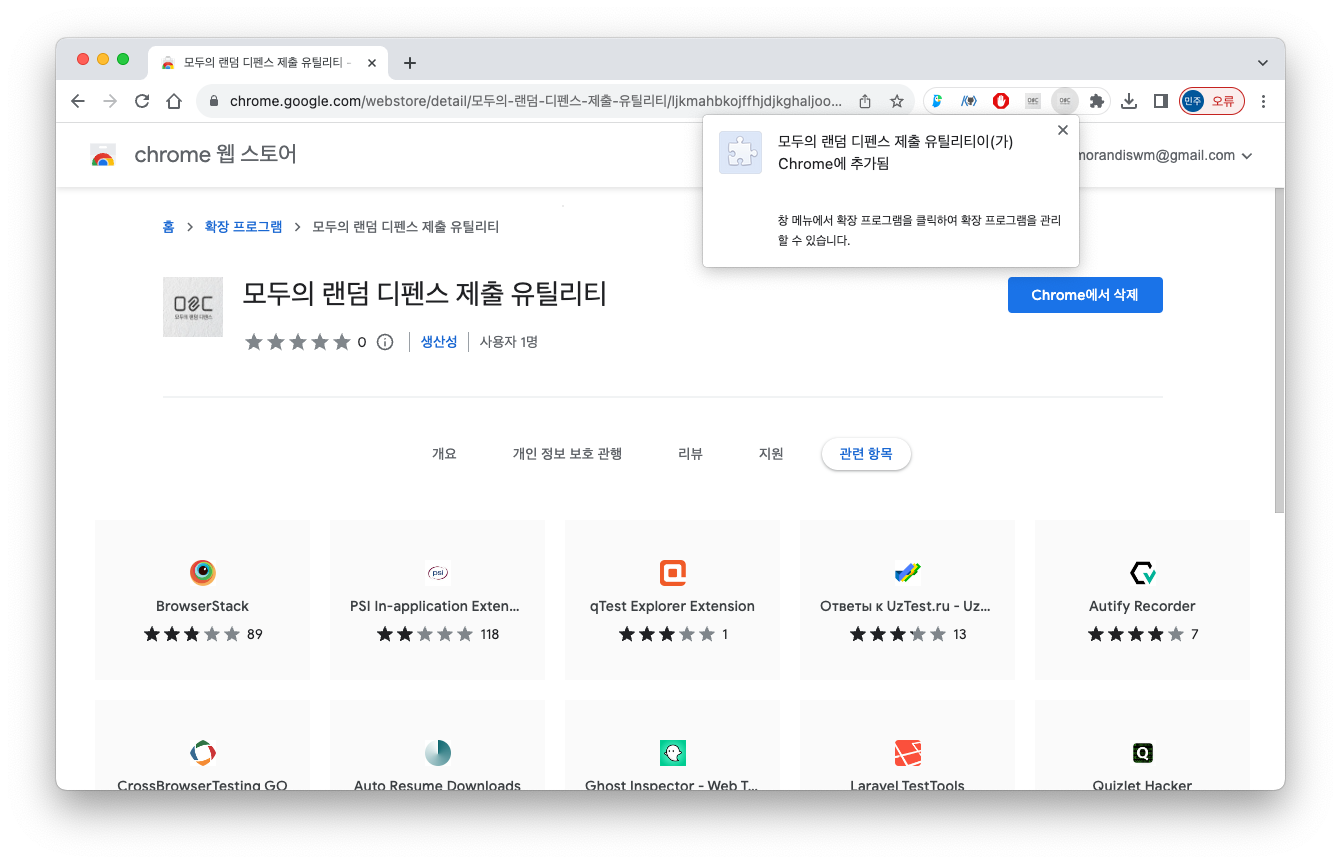 모두의 랜덤 디펜스 제출 유틸리티 -
chrome.google.com/webstore/detail/모두의-랜덤-디펜스-제출-유틸리티/ljkmahbkojffhjdjkghaljoo...
민주 오류
chrome 웹 스토어
morandiswm@gmail.com
모두의 랜덤 디펜스 제출 유틸리티이(가)
Chrome에 추가됨
창 메뉴에서 확장 프로그램을 클릭하여 확장 프로그램을 관리
할 수 있습니다.
홈 > 확장 프로그램 > 모두의 랜덤 디펜스 제출 유틸리티
모두의 랜덤 디펜스
모두의 랜덤 디펜스 제출 유틸리티
Chrome에서 삭제
0 생산성 사용자 1명
개요 개인 정보 보호 관행 리뷰 지원 관련 항목
psi
BrowserStack PSI In-application Exten... qTest Explorer Extension Ответы к UzTest.ru - Uz... Autify Recorder
89 118 1 13 7
Q
CrossBrowserTesting GO Auto Resume Downloads Ghost Inspector - Web T... Laravel TestTools Quizlet Hacker